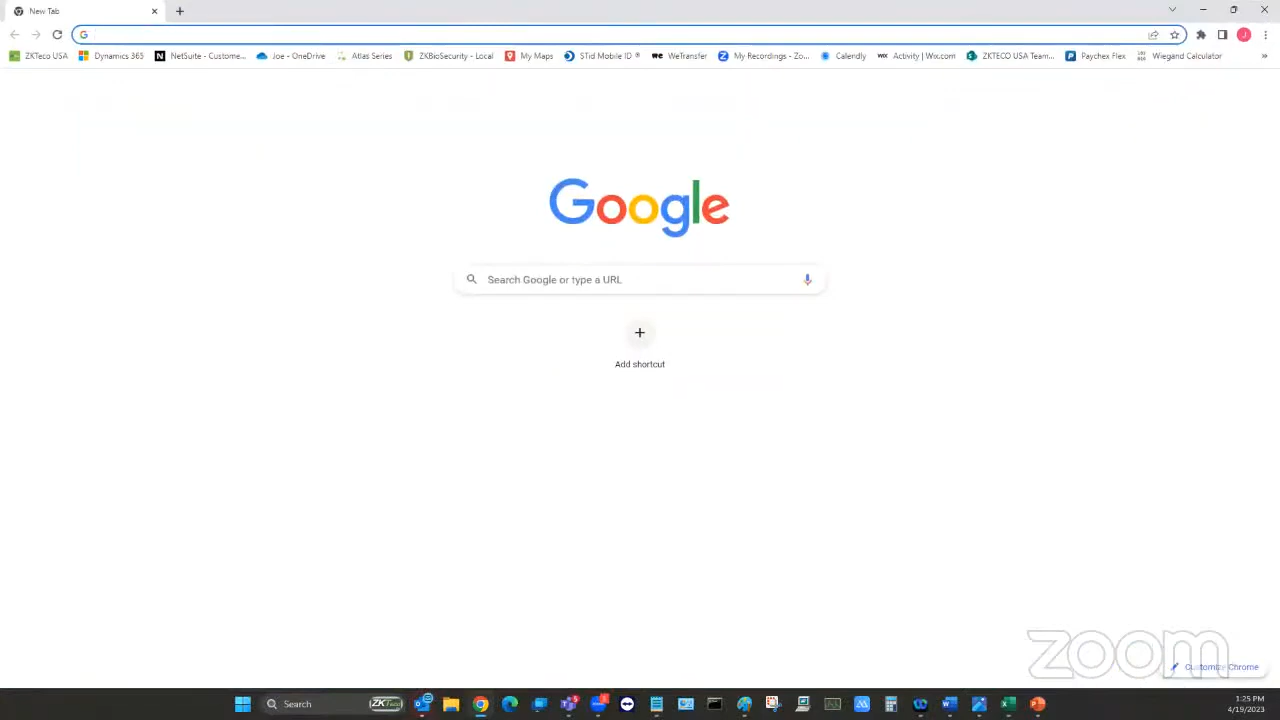 New Tab
ZKTeco USA
Dynamics 365
NetSuite - Custome...
Joe - OneDrive
Atlas Series
ZKBioSecurity - Local
My Maps
STid Mobile ID ®
WeTransfer
My Recordings - Zo...
Calendly
Activity | Wix.com
ZKTECO USA Team...
Paychex Flex
Wiegand Calculator
Google
Search Google or type a URL
Add shortcut
zoom
Customize Chrome
Search
ZKTeco
1:25 PM
4/19/2023